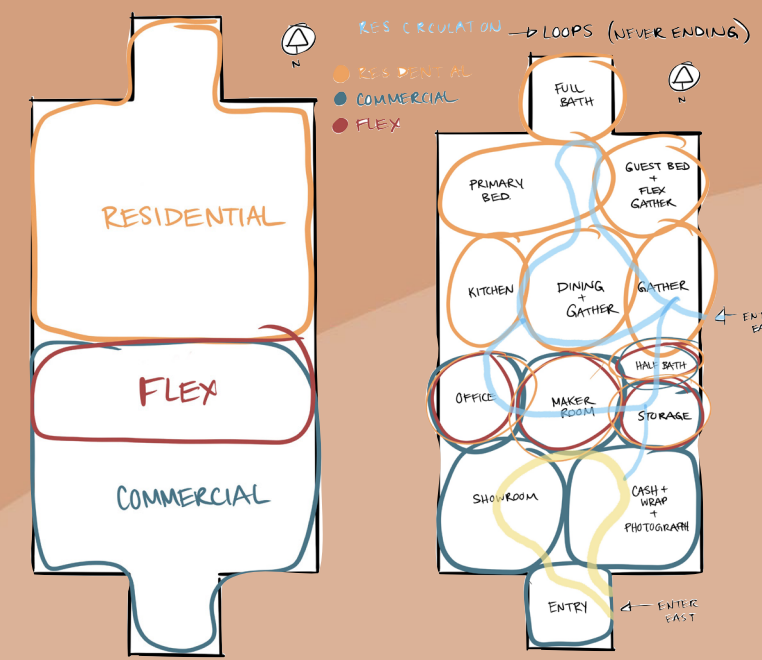 N
RES CIRCULATION → LOOPS (NEVER ENDING)
RESIDENTIAL
COMMERCIAL
FLEX
N
RESIDENTIAL
FLEX
COMMERCIAL
FULL
BATH
PRIMARY
BED.
GUEST BED
+
FLEX
GATHER
KITCHEN
DINING
+
GATHER
GATHER
HALF BATH
OFFICE
MAKER
ROOM
STORAGE
SHOWROOM
CASH +
WRAP
+
PHOTOGRAPH
ENTRY
ENTER
EAST